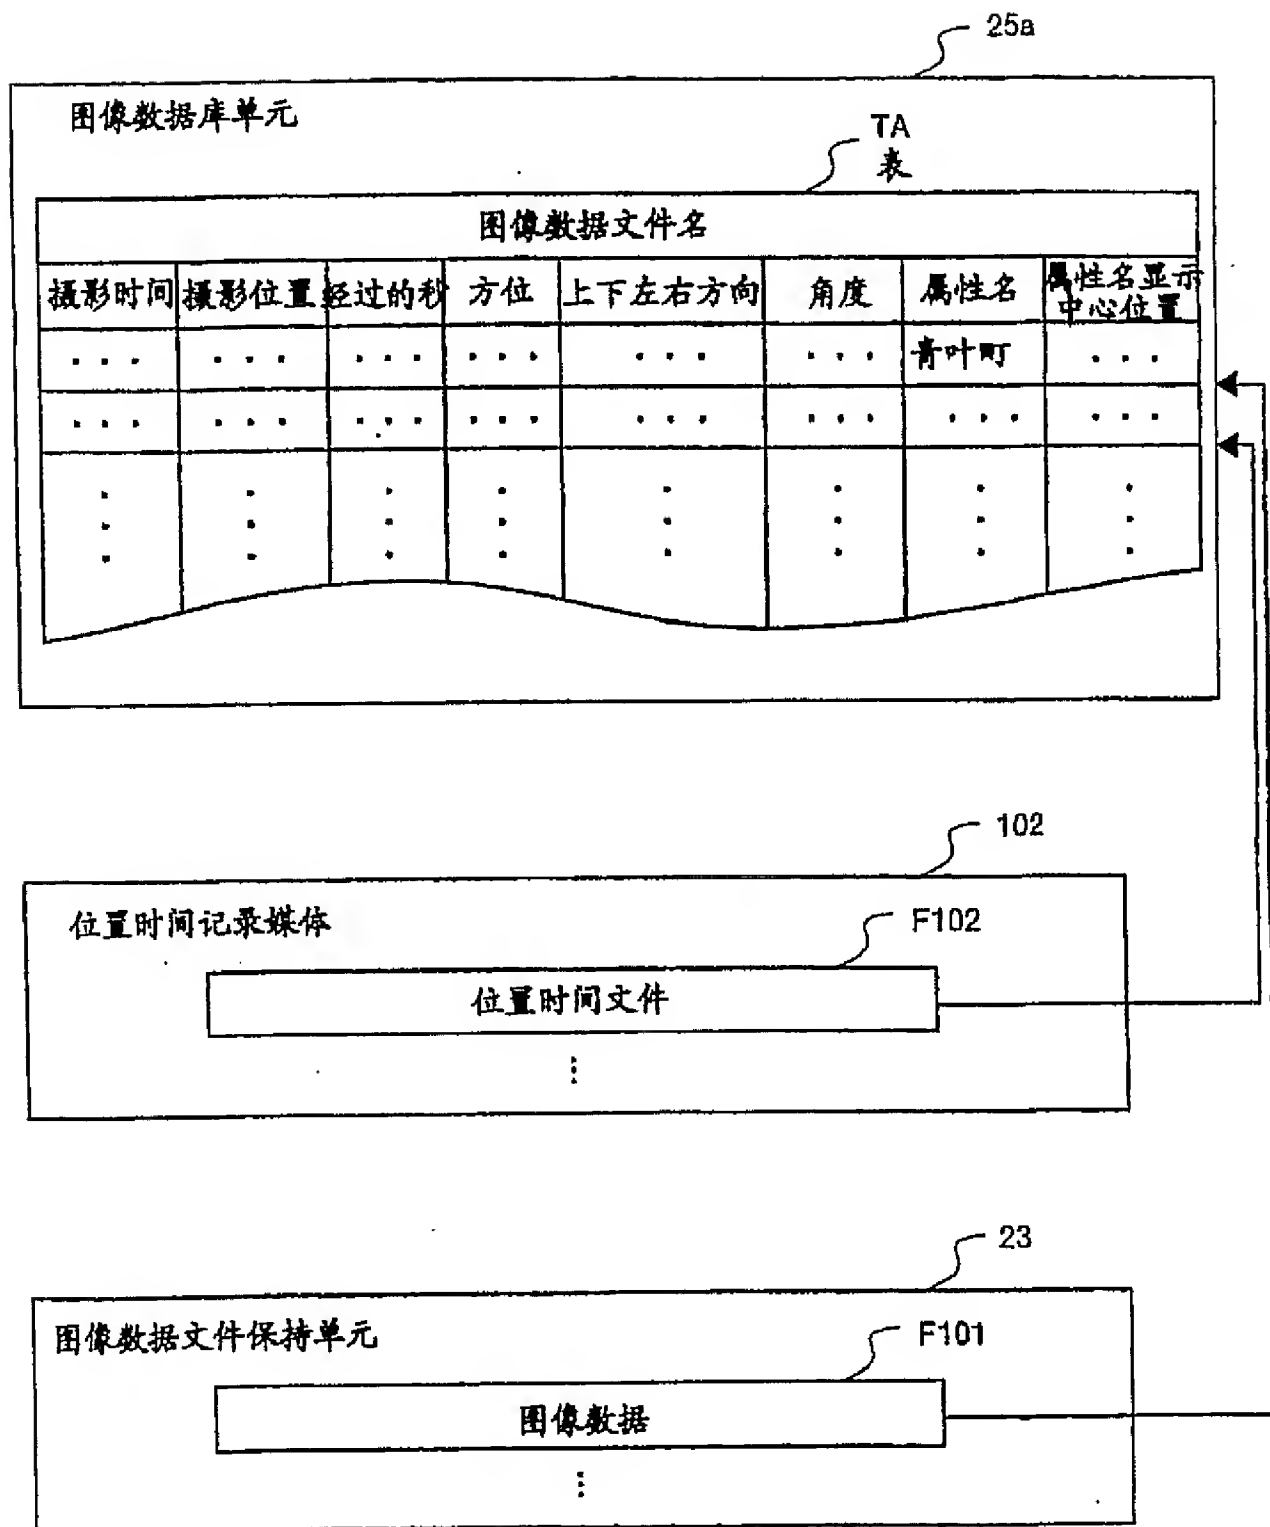 25a
图像数据库单元
TA
表
图像数据文件名
摄影时间 摄影位置 经过的秒 方位 上下左右方向 角度 属性名 属性名显示
中心位置
... ... ... ... ... ... 青叶町 ...
... ... ... ... ... ... ... ...
102
位置时间记录媒体
F102
位置时间文件
23
图像数据文件保持单元
F101
图像数据